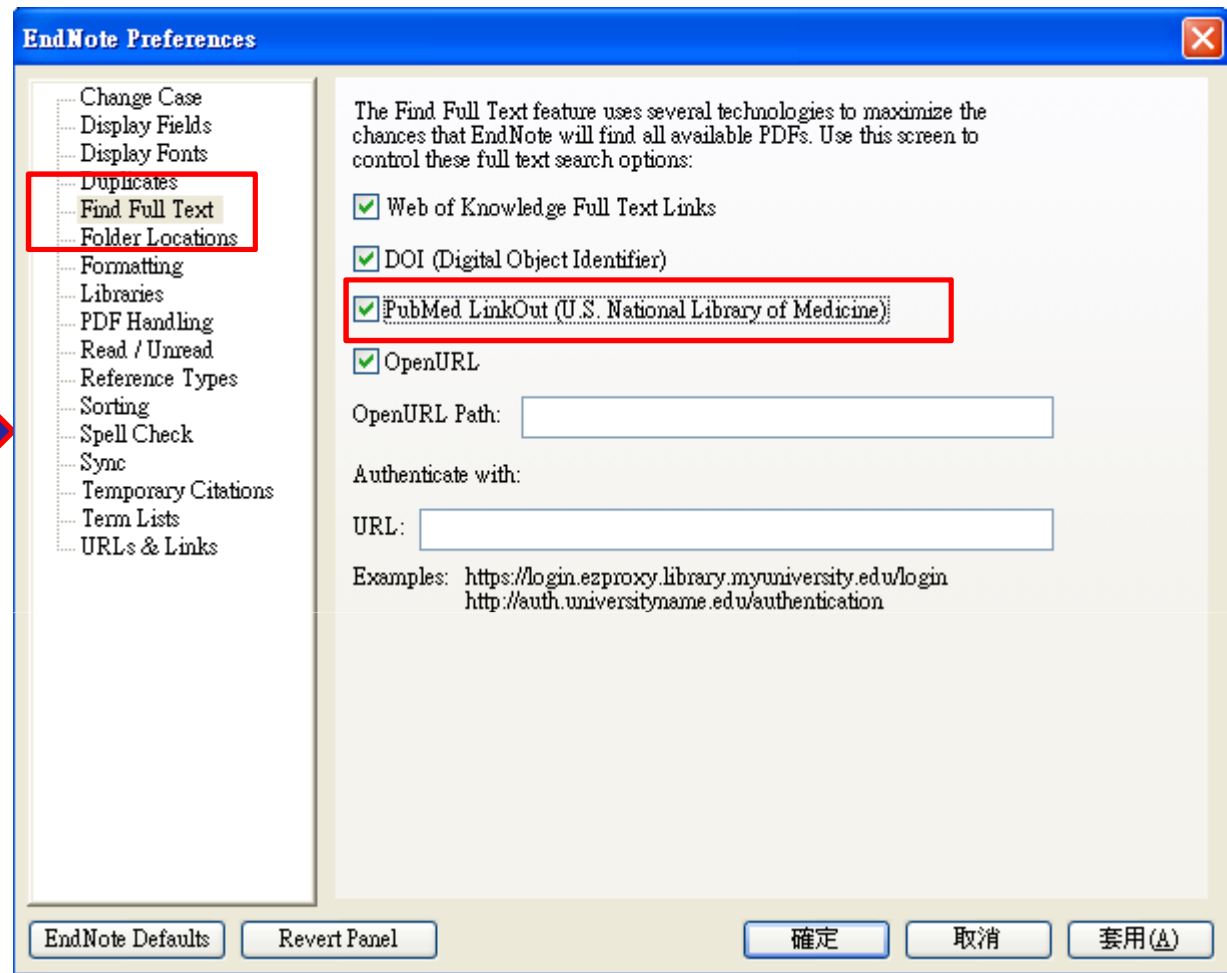 EndNote Preferences
Change Case
Display Fields
Display Fonts
Duplicates
Find Full Text
Folder Locations
Formatting
Libraries
PDF Handling
Read / Unread
Reference Types
Sorting
Spell Check
Sync
Temporary Citations
Term Lists
URLs & Links
The Find Full Text feature uses several technologies to maximize the
chances that EndNote will find all available PDFs. Use this screen to
control these full text search options:
Web of Knowledge Full Text Links
DOI (Digital Object Identifier)
PubMed LinkOut (U.S. National Library of Medicine)
OpenURL
OpenURL Path:
Authenticate with:
URL:
Examples: https://login.ezproxy.library.myuniversity.edu/login
http://auth.universityname.edu/authentication
EndNote Defaults Revert Panel 確定 取消 套用(A)